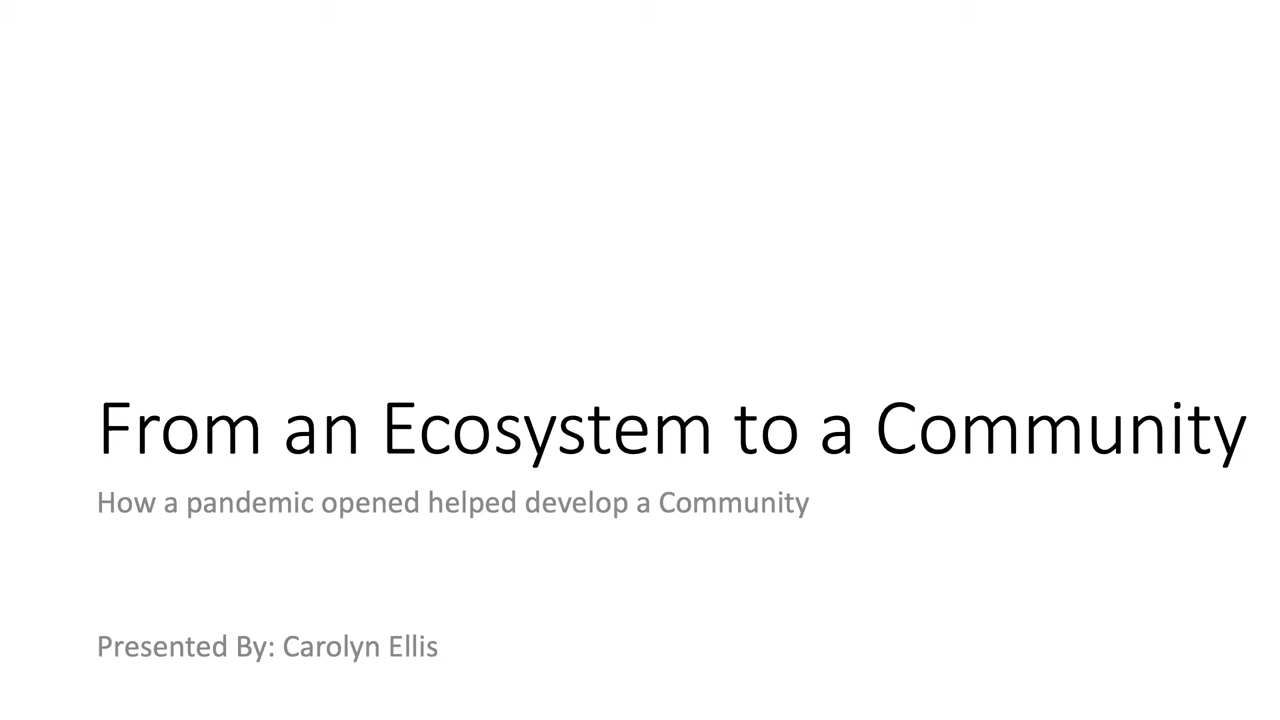 From an Ecosystem to a Community
How a pandemic opened helped develop a Community
Presented By: Carolyn Ellis